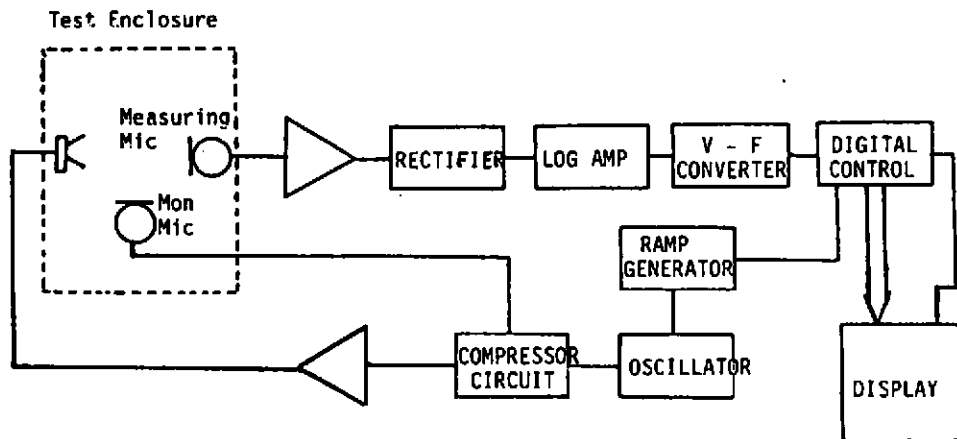 Test Enclosure
Measuring
Mic
Mon
Mic
RECTIFIER
LOG AMP
V - F
CONVERTER
DIGITAL
CONTROL
RAMP
GENERATOR
COMPRESSOR
CIRCUIT
OSCILLATOR
DISPLAY